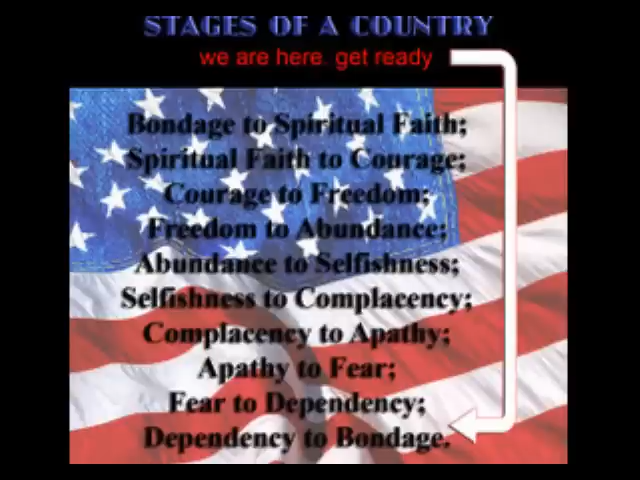 STAGES OF A COUNTRY
we are here. get ready
Bondage to Spiritual Faith;
Spiritual Faith to Courage;
Courage to Freedom;
Freedom to Abundance;
Abundance to Selfishness;
Selfishness to Complacency;
Complacency to Apathy;
Apathy to Fear;
Fear to Dependency;
Dependency to Bondage.